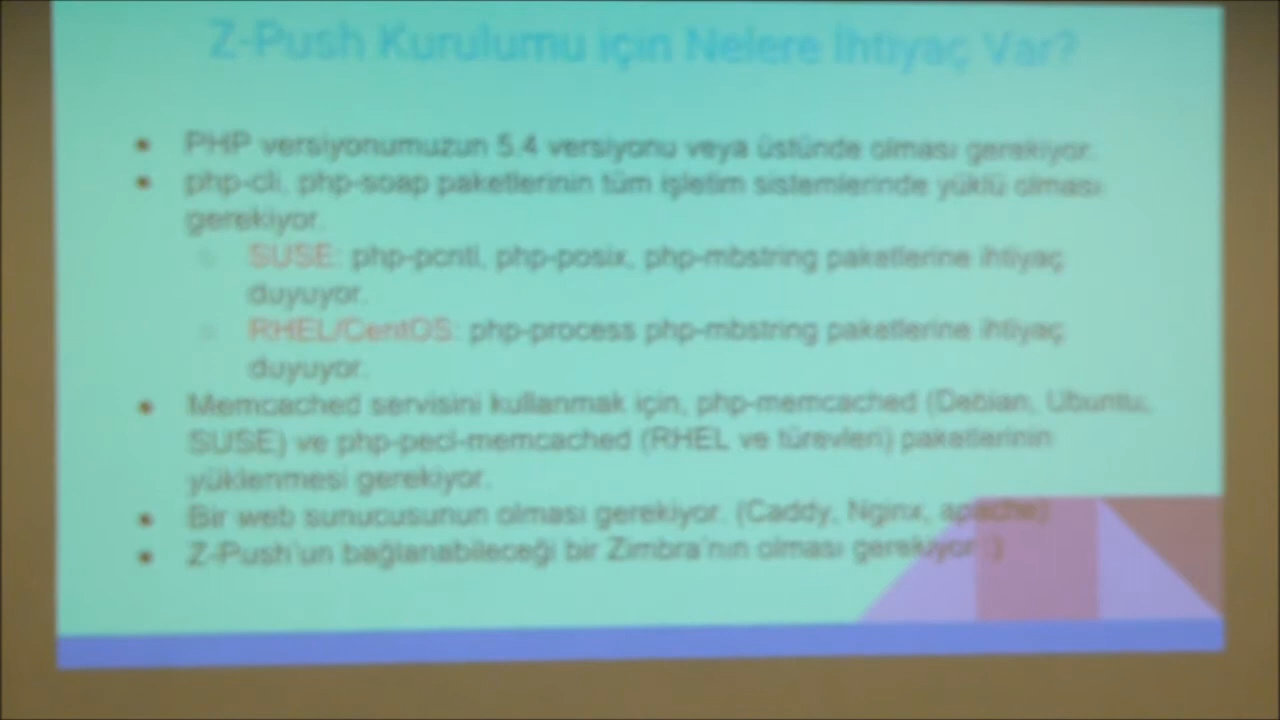 Z-Push Kurulumu için Nelere İhtiyaç Var?
PHP versiyonumuzun 5.4 versiyonu veya üstünde olması gerekiyor.
php-cli, php-soap paketlerinin tüm işletim sistemlerinde yüklü olması
gerekiyor.
SUSE: php-pcntl, php-posix, php-mbstring paketlerine ihtiyaç
duyuyor.
RHEL/CentOS: php-process php-mbstring paketlerine ihtiyaç
duyuyor.
Memcached servisini kullanmak için, php-memcached (Debian, Ubuntu,
SUSE) ve php-pecl-memcached (RHEL ve türevleri) paketlerinin
yüklenmesi gerekiyor.
Bir web sunucusunun olması gerekiyor. (Caddy, Nginx, apache)
Z-Push'un bağlanabileceği bir Zimbra'nın olması gerekiyor :)